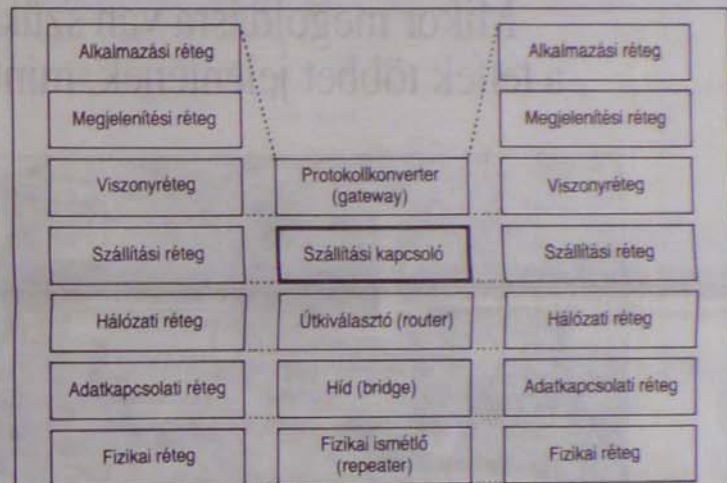 Alkalmazási réteg
Alkalmazási réteg
Megjelenítési réteg
Megjelenítési réteg
Viszonyréteg
Protokollkonverter
(gateway)
Viszonyréteg
Szállítási réteg
Szállítási kapcsoló
Szállítási réteg
Hálózati réteg
Útkiválasztó (router)
Hálózati réteg
Adatkapcsolati réteg
Híd (bridge)
Adatkapcsolati réteg
Fizikai réteg
Fizikai ismétlő
(repeater)
Fizikai réteg